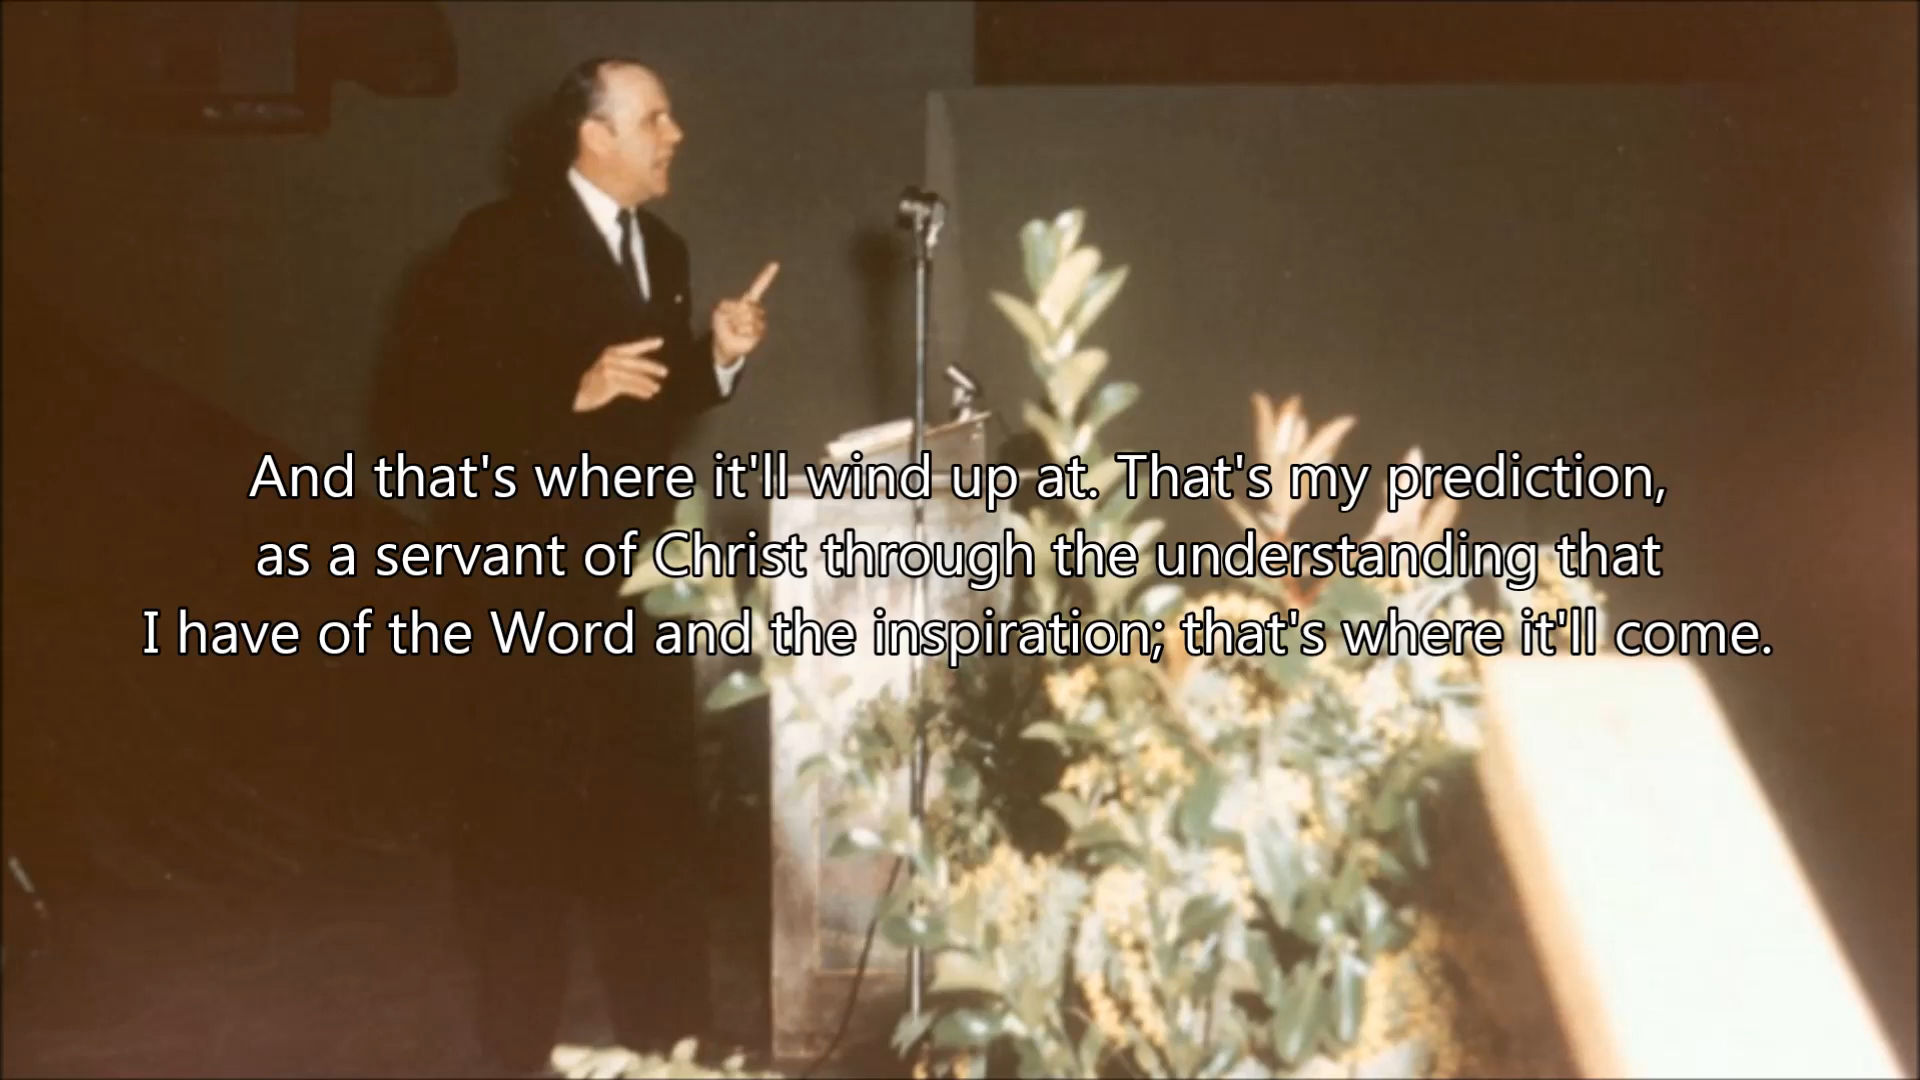 And that's where it'll wind up at. That's my prediction,
as a servant of Christ through the understanding that
I have of the Word and the inspiration; that's where it'll come.